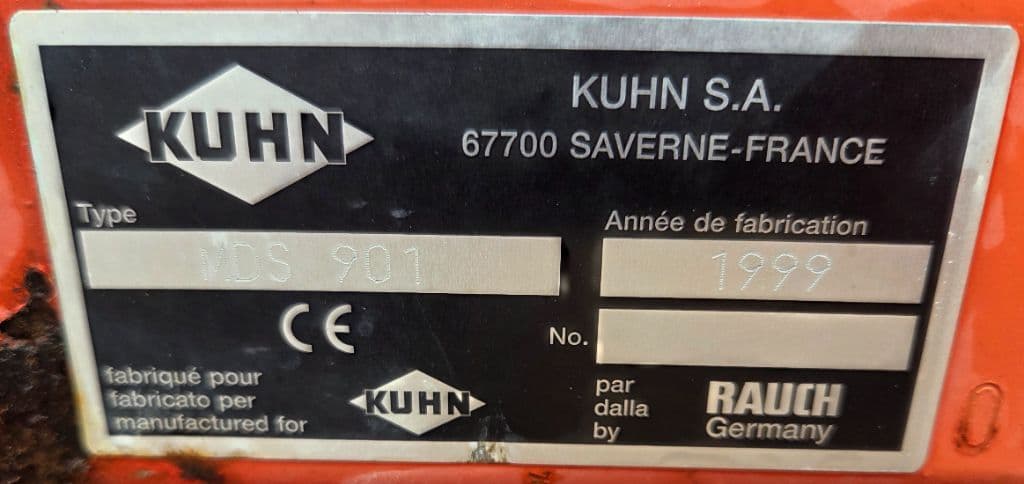 KUHN
KUHN S.A.
67700 SAVERNE-FRANCE
Type
MDS 901
Année de fabrication
1999
CE
No.
fabriqué pour
fabricato per
manufactured for
KUHN
par
dalla
by
RAUCH
Germany